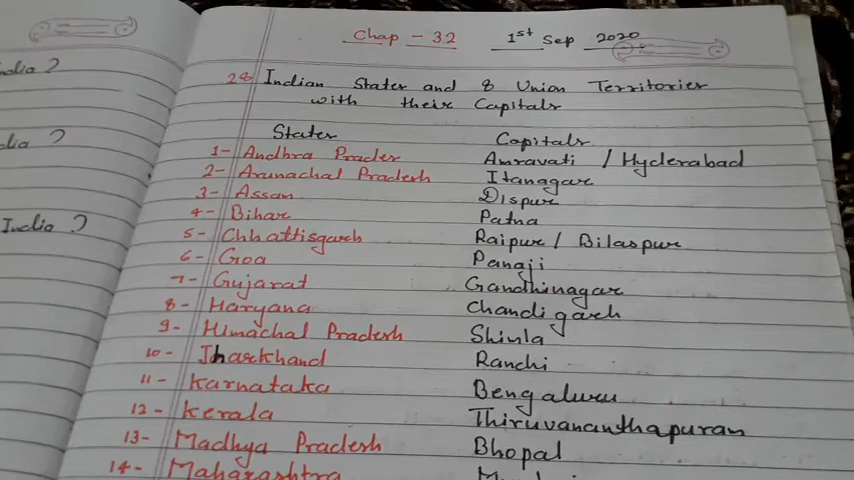 ndia ?
dia ?
India ?
Chap - 32 1st Sep 2020
28 Indian States and 8 Union Territories
with their Capitals
States Capitals
1- Andhra Prades Amravati / Hyderabad
2- Arunachal Pradesh Itanagar
3- Assam Dispur
4- Bihar Patna
5- Chhattisgarh Raipur / Bilaspur
6- Goa Panaji
7- Gujarat Gandhinagar
8- Haryana Chandigarh
9- Himachal Pradesh Shimla
10- Jharkhand Ranchi
11- Karnataka Bengaluru
12- Kerala Thiruvananthapuram
13- Madhya Pradesh Bhopal
14- Maharashtra